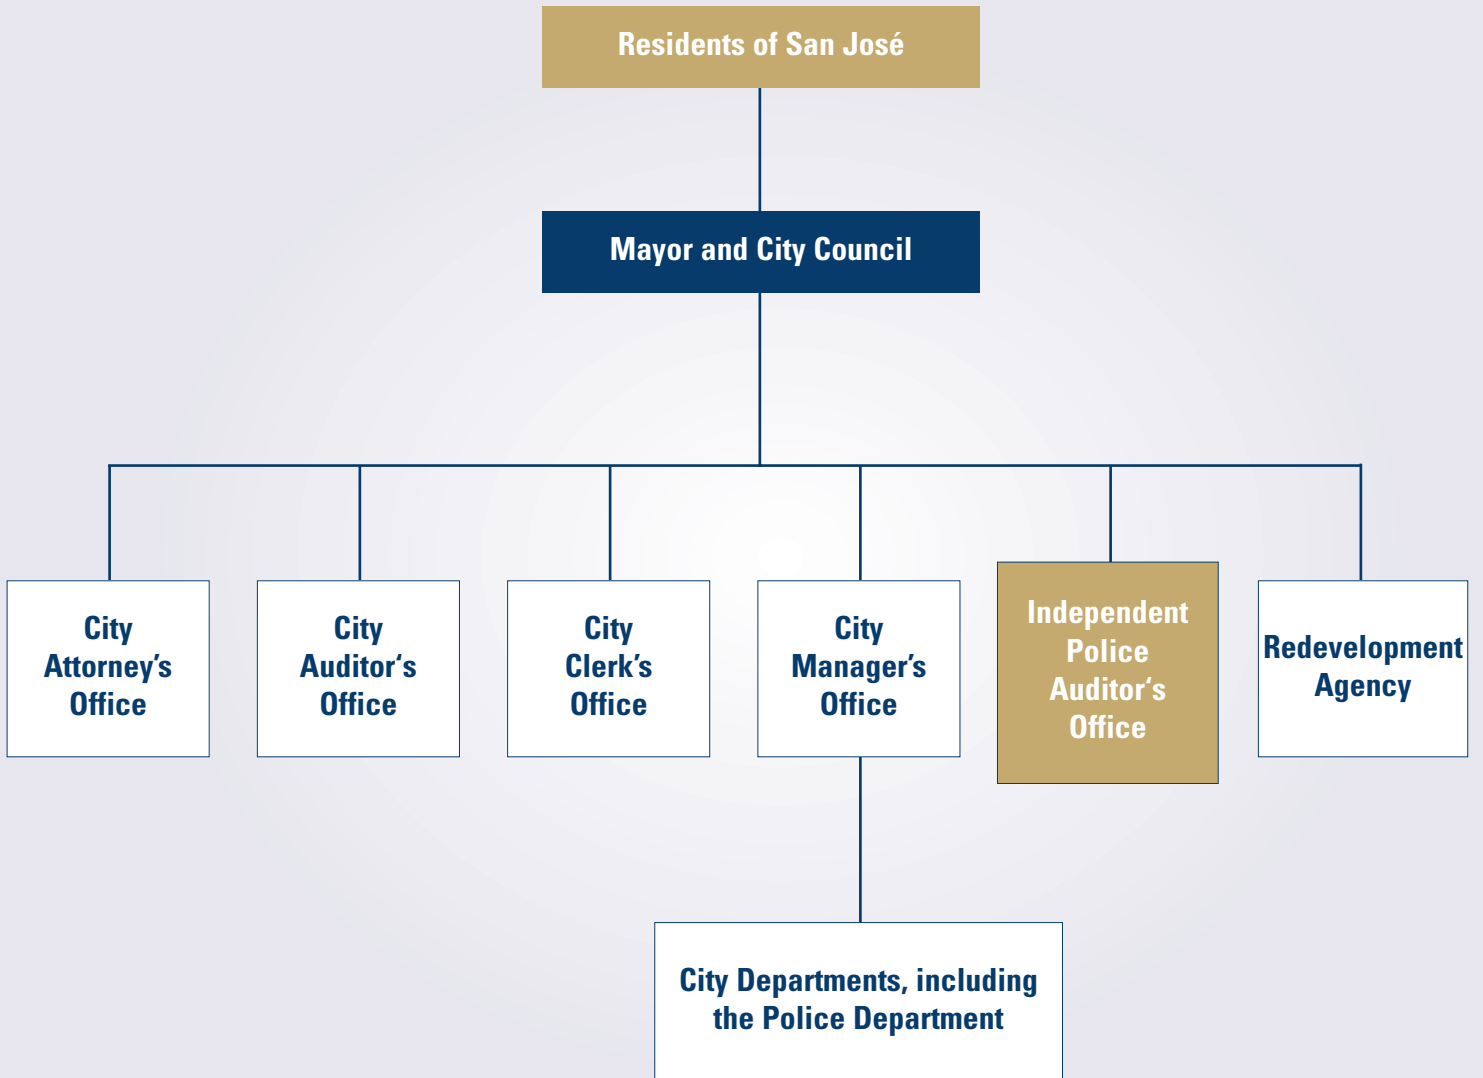 Residents of San José
Mayor and City Council
City
Attorney’s
Office
City
Auditor‘s
Office
City
Clerk’s
Office
City
Manager’s
Office
Independent
Police
Auditor‘s
Office
Redevelopment
Agency
City Departments, including
the Police Department